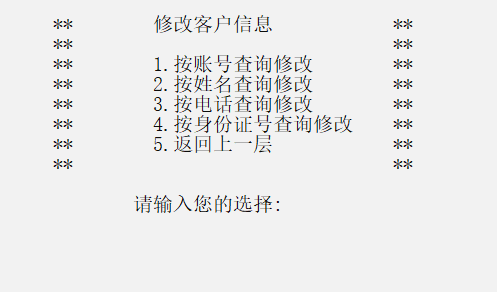 ** 修改客户信息 **
** **
** 1.按账号查询修改 **
** 2.按姓名查询修改 **
** 3.按电话查询修改 **
** 4.按身份证号查询修改 **
** 5.返回上一层 **
** **
请输入您的选择: